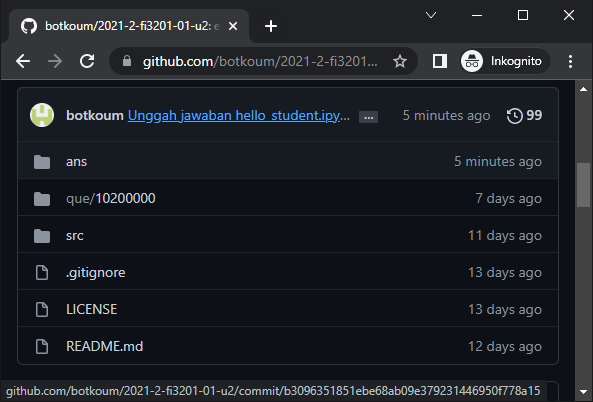 botkoum/2021-2-fi3201-01-u2: e
github.com/botkoum/2021-2-fi3201...
Inkognito
botkoum Unggah jawaban hello_student.ipy... ... 5 minutes ago 99
ans 5 minutes ago
que/10200000 7 days ago
src 11 days ago
.gitignore 13 days ago
LICENSE 13 days ago
README.md 12 days ago
github.com/botkoum/2021-2-fi3201-01-u2/commit/b3096351851ebe68ab09e379231446950f778a15